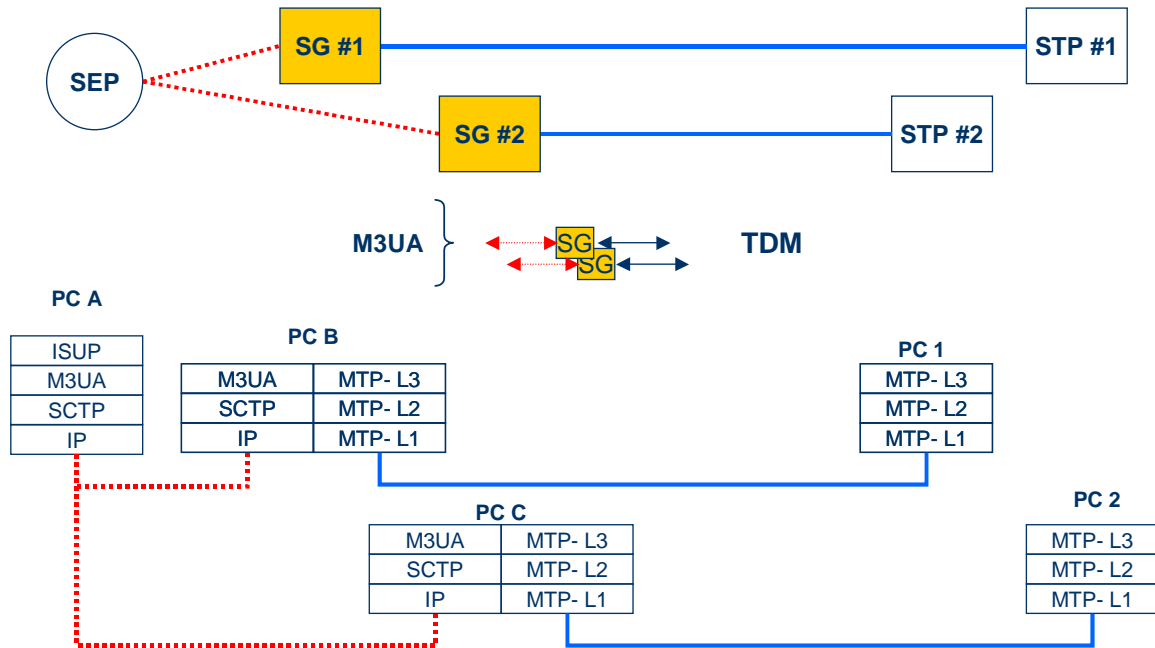 SG #1
STP #1
SEP
SG #2
STP #2
M3UA
SG
SG
TDM
PC A
ISUP
M3UA
SCTP
IP
PC B
M3UA MTP- L3
SCTP MTP- L2
IP MTP- L1
PC 1
MTP- L3
MTP- L2
MTP- L1
PC C
M3UA MTP- L3
SCTP MTP- L2
IP MTP- L1
PC 2
MTP- L3
MTP- L2
MTP- L1